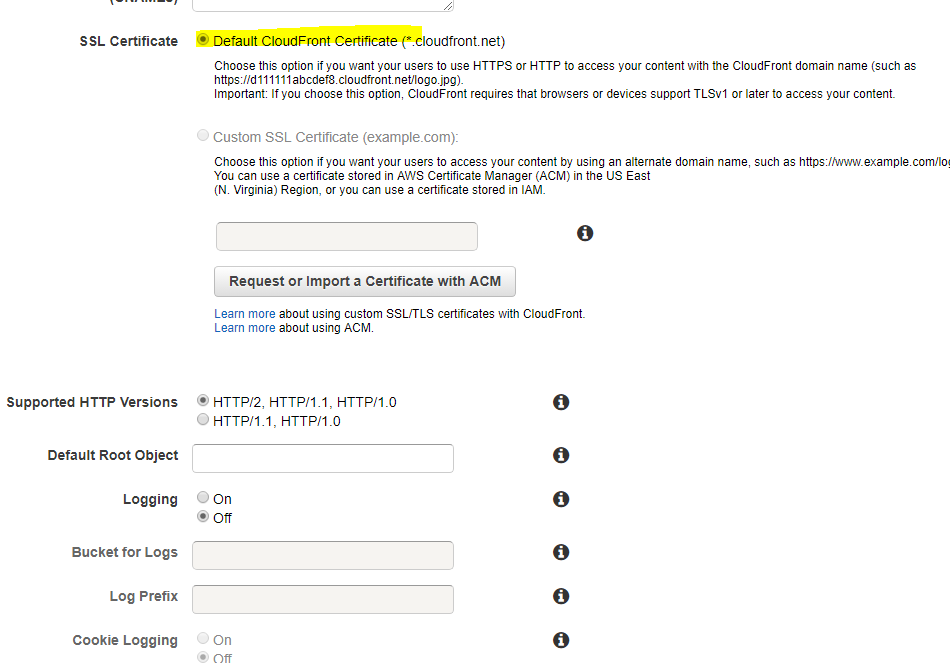 (CNAMEs)
SSL Certificate
Default CloudFront Certificate (*.cloudfront.net)
Choose this option if you want your users to use HTTPS or HTTP to access your content with the CloudFront domain name (such as
https://d111111abcdef8.cloudfront.net/logo.jpg).
Important: If you choose this option, CloudFront requires that browsers or devices support TLSv1 or later to access your content.
Custom SSL Certificate (example.com):
Choose this option if you want your users to access your content by using an alternate domain name, such as https://www.example.com/lo
You can use a certificate stored in AWS Certificate Manager (ACM) in the US East
(N. Virginia) Region, or you can use a certificate stored in IAM.
Request or Import a Certificate with ACM
Learn more about using custom SSL/TLS certificates with CloudFront.
Learn more about using ACM.
Supported HTTP Versions
HTTP/2, HTTP/1.1, HTTP/1.0
HTTP/1.1, HTTP/1.0
Default Root Object
Logging
On
Off
Bucket for Logs
Log Prefix
Cookie Logging
On
Off